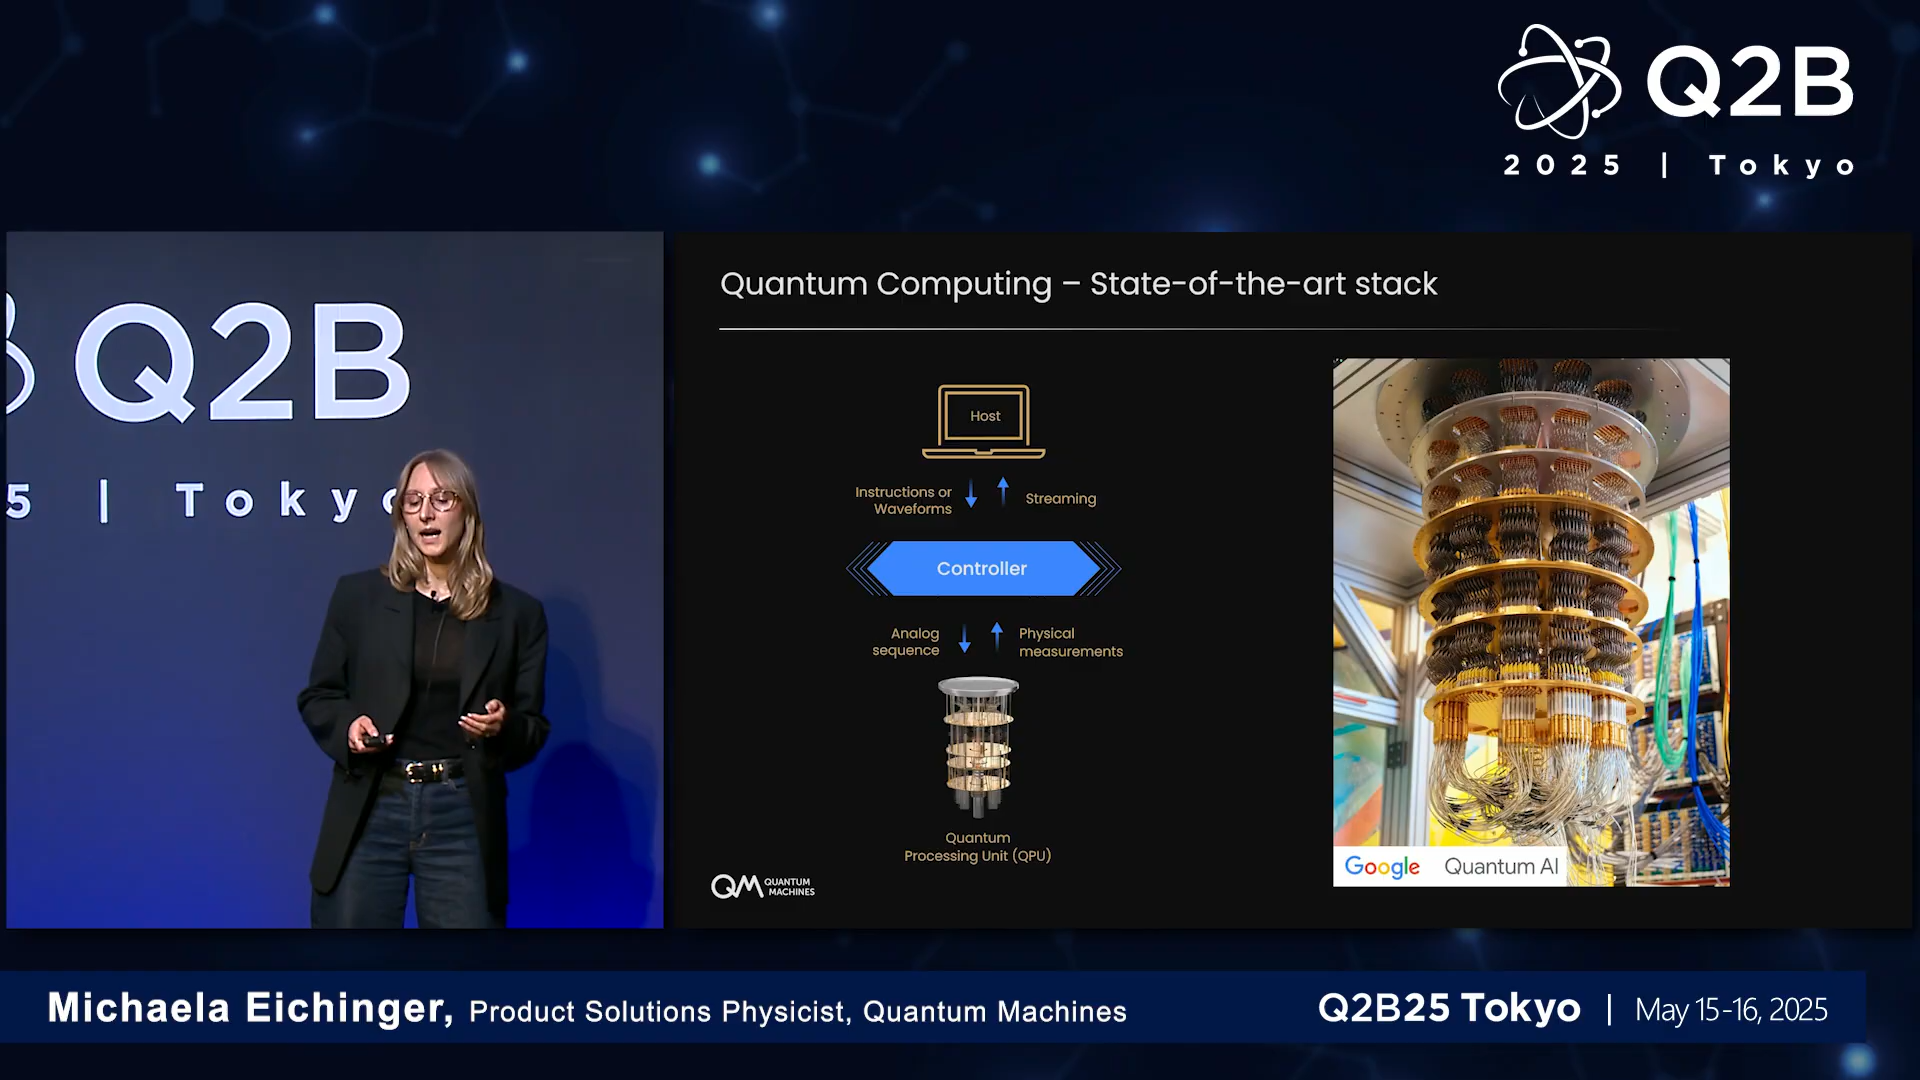 Q2B
2025 | Tokyo
Q2B
5 | Tokyo
Quantum Computing – State-of-the-art stack
Host
Instructions or
Waveforms
Streaming
Controller
Analog
sequence
Physical
measurements
Quantum
Processing Unit (QPU)
QM QUANTUM
MACHINES
Google Quantum AI
Michaela Eichinger, Product Solutions Physicist, Quantum Machines
Q2B25 Tokyo | May 15-16, 2025